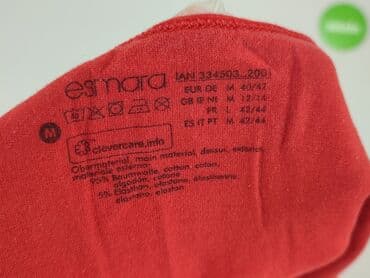 esmara
IAN 334503_2001
EUR DE M 40/42
GB IE NI M 12-14
FR L 42/44
ES IT PT M 42/44
M
clevercare.info
Obermaterial, main material, dessus, exterior,
materiale esterno:
95% Baumwolle, cotton, coton,
algodón, cotone
5% Elasthan, elastane, élasthanne,
elastano, elastan